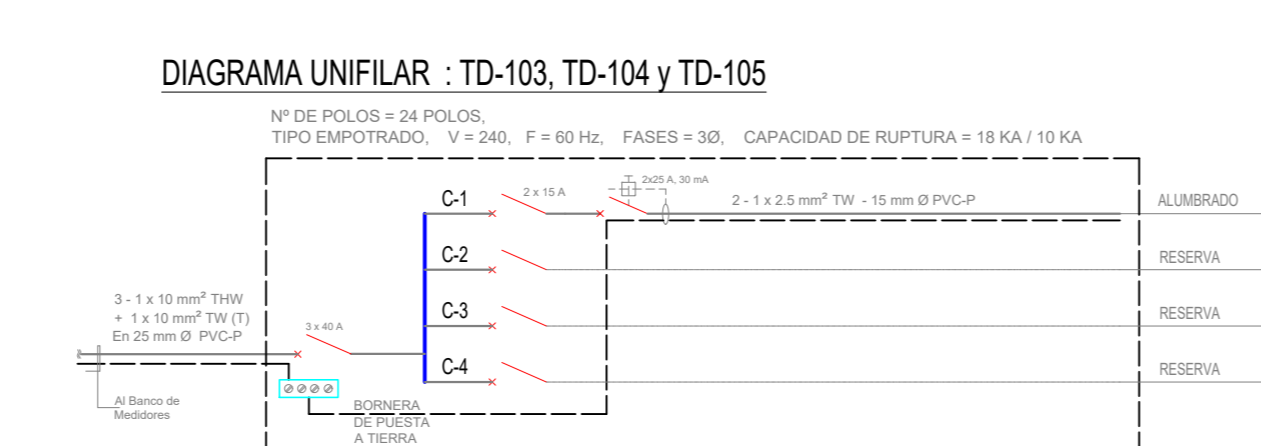 DIAGRAMA UNIFILAR : TD-103, TD-104 y TD-105
Nº DE POLOS = 24 POLOS,
TIPO EMPOTRADO, V = 240, F = 60 Hz, FASES = 3Ø, CAPACIDAD DE RUPTURA = 18 KA / 10 KA
C-1
2 x 15 A
T
2x25 A, 30 mA
2 - 1 x 2.5 mm² TW - 15 mm Ø PVC-P
ALUMBRADO
C-2
RESERVA
3 - 1 x 10 mm² THW
+ 1 x 10 mm² TW (T)
En 25 mm Ø PVC-P
3 x 40 A
C-3
RESERVA
C-4
RESERVA
Al Banco de
Medidores
BORNERA
DE PUESTA
A TIERRA